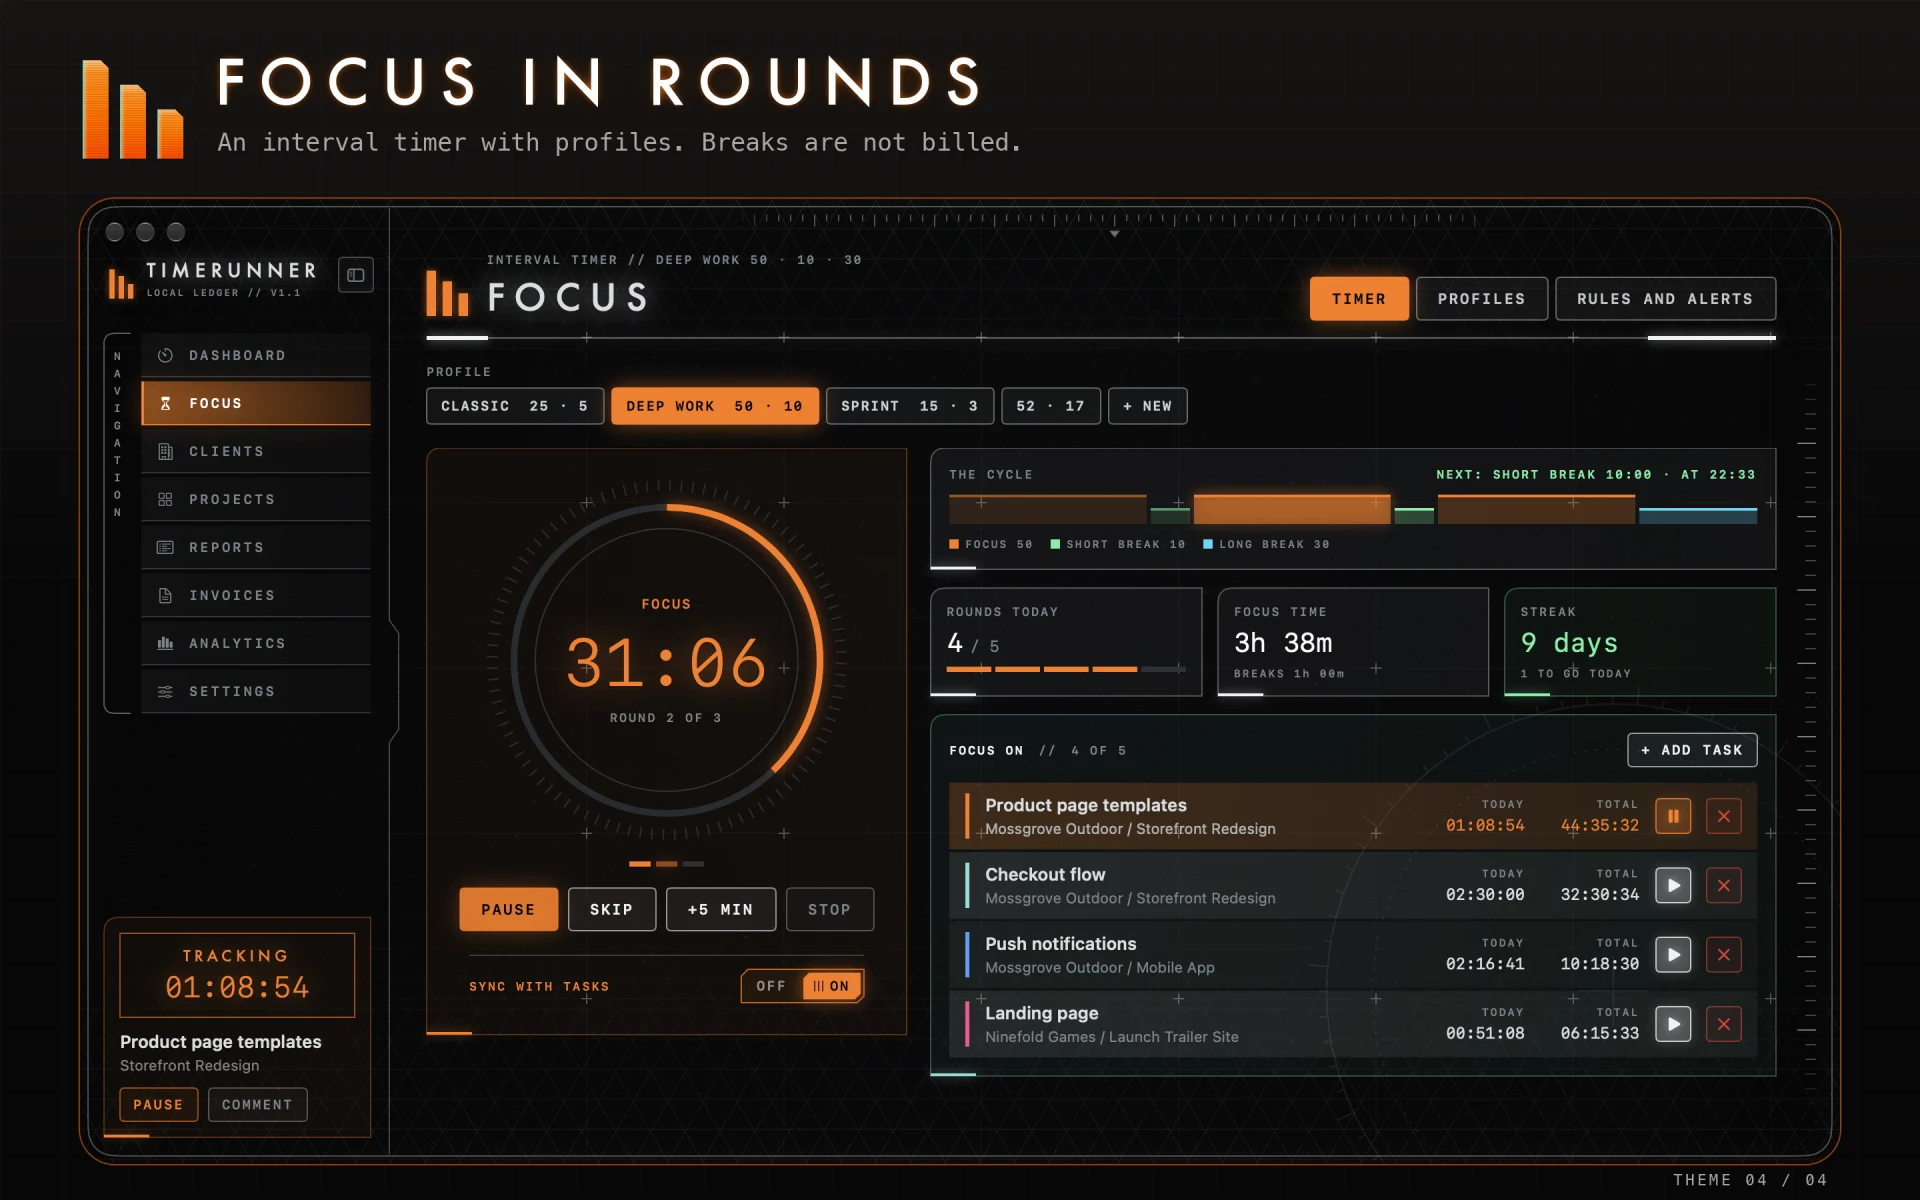 FOCUS IN ROUNDS
An interval timer with profiles. Breaks are not billed.
TIMERUNNER
LOCAL LEDGER // V1.1
NAVIGATION
DASHBOARD
FOCUS
CLIENTS
PROJECTS
REPORTS
INVOICES
ANALYTICS
SETTINGS
TRACKING
01:08:54
Product page templates
Storefront Redesign
PAUSE
COMMENT
INTERVAL TIMER // DEEP WORK 50 · 10 · 30
FOCUS
TIMER
PROFILES
RULES AND ALERTS
PROFILE
CLASSIC 25 · 5
DEEP WORK 50 · 10
SPRINT 15 · 3
52 · 17
+ NEW
FOCUS
31:06
ROUND 2 OF 3
PAUSE
SKIP
+5 MIN
STOP
SYNC WITH TASKS
OFF
ON
THE CYCLE
NEXT: SHORT BREAK 10:00 · AT 22:33
FOCUS 50
SHORT BREAK 10
LONG BREAK 30
ROUNDS TODAY
4 / 5
FOCUS TIME
3h 38m
BREAKS 1h 00m
STREAK
9 days
1 TO GO TODAY
FOCUS ON // 4 OF 5
+ ADD TASK
Product page templates
Mossgrove Outdoor / Storefront Redesign
TODAY
01:08:54
TOTAL
44:35:32
Checkout flow
Mossgrove Outdoor / Storefront Redesign
TODAY
02:30:00
TOTAL
32:30:34
Push notifications
Mossgrove Outdoor / Mobile App
TODAY
02:16:41
TOTAL
10:18:30
Landing page
Ninefold Games / Launch Trailer Site
TODAY
00:51:08
TOTAL
06:15:33
THEME 04 / 04